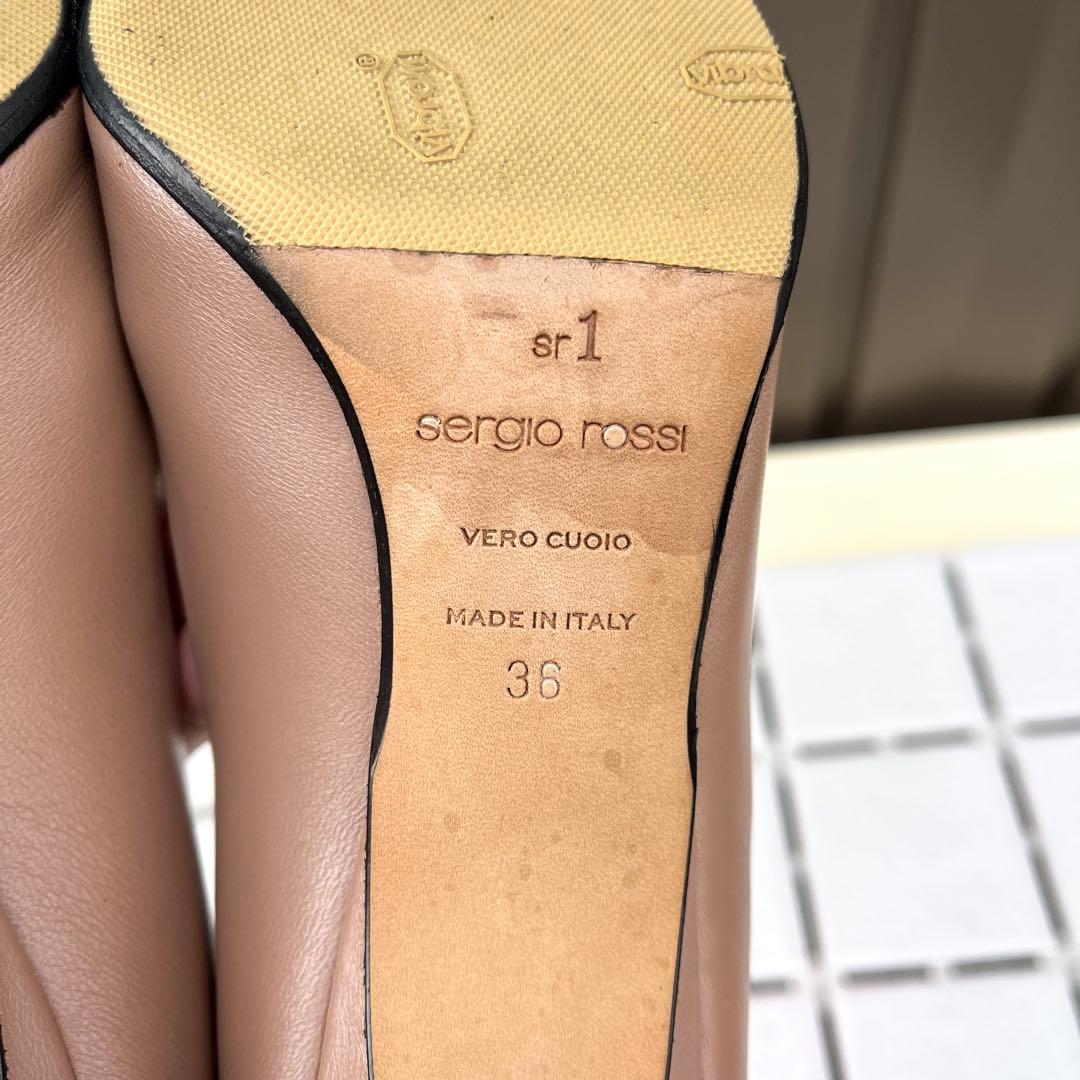 vibram ®
vibram
sr1
sergio rossi
VERO CUOIO
MADE IN ITALY
36